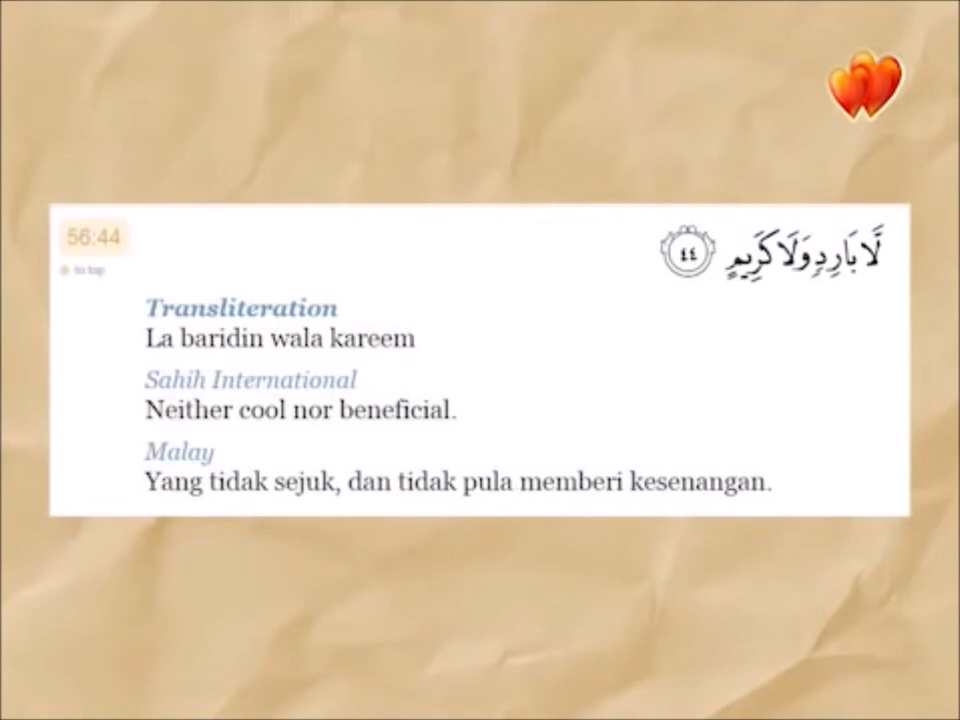 56:44
لَّا بَارِدٍ وَلَا كَرِيمٍ ٤٤
to top
Transliteration
La baridin wala kareem
Sahih International
Neither cool nor beneficial.
Malay
Yang tidak sejuk, dan tidak pula memberi kesenangan.